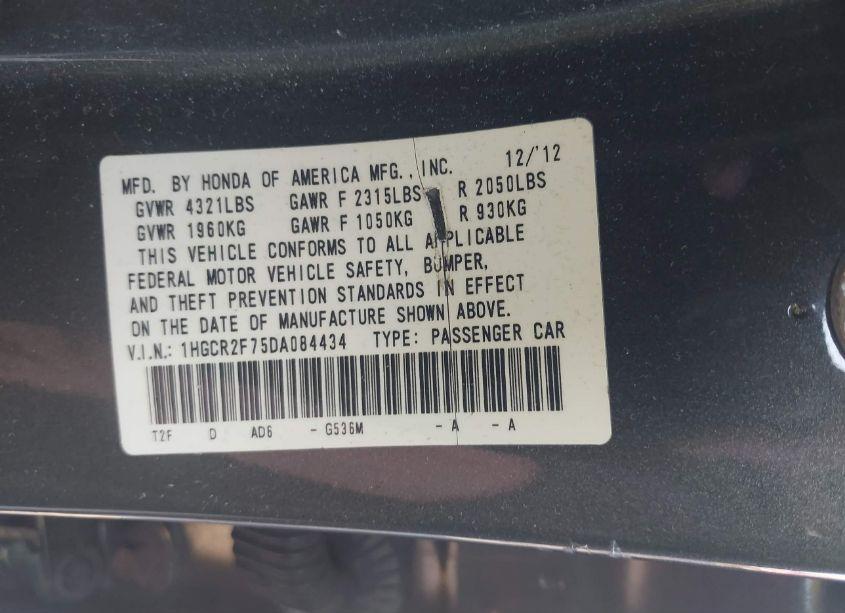 MFD. BY HONDA OF AMERICA MFG., INC. 12/'12
GVWR 4321LBS GAWR F 2315LBS R 2050LBS
GVWR 1960KG GAWR F 1050KG R 930KG
THIS VEHICLE CONFORMS TO ALL APPLICABLE
FEDERAL MOTOR VEHICLE SAFETY, BUMPER,
AND THEFT PREVENTION STANDARDS IN EFFECT
ON THE DATE OF MANUFACTURE SHOWN ABOVE.
V.I.N.: 1HGCR2F75DA084434 TYPE: PASSENGER CAR
T2F D AD6 - G536M - A - A